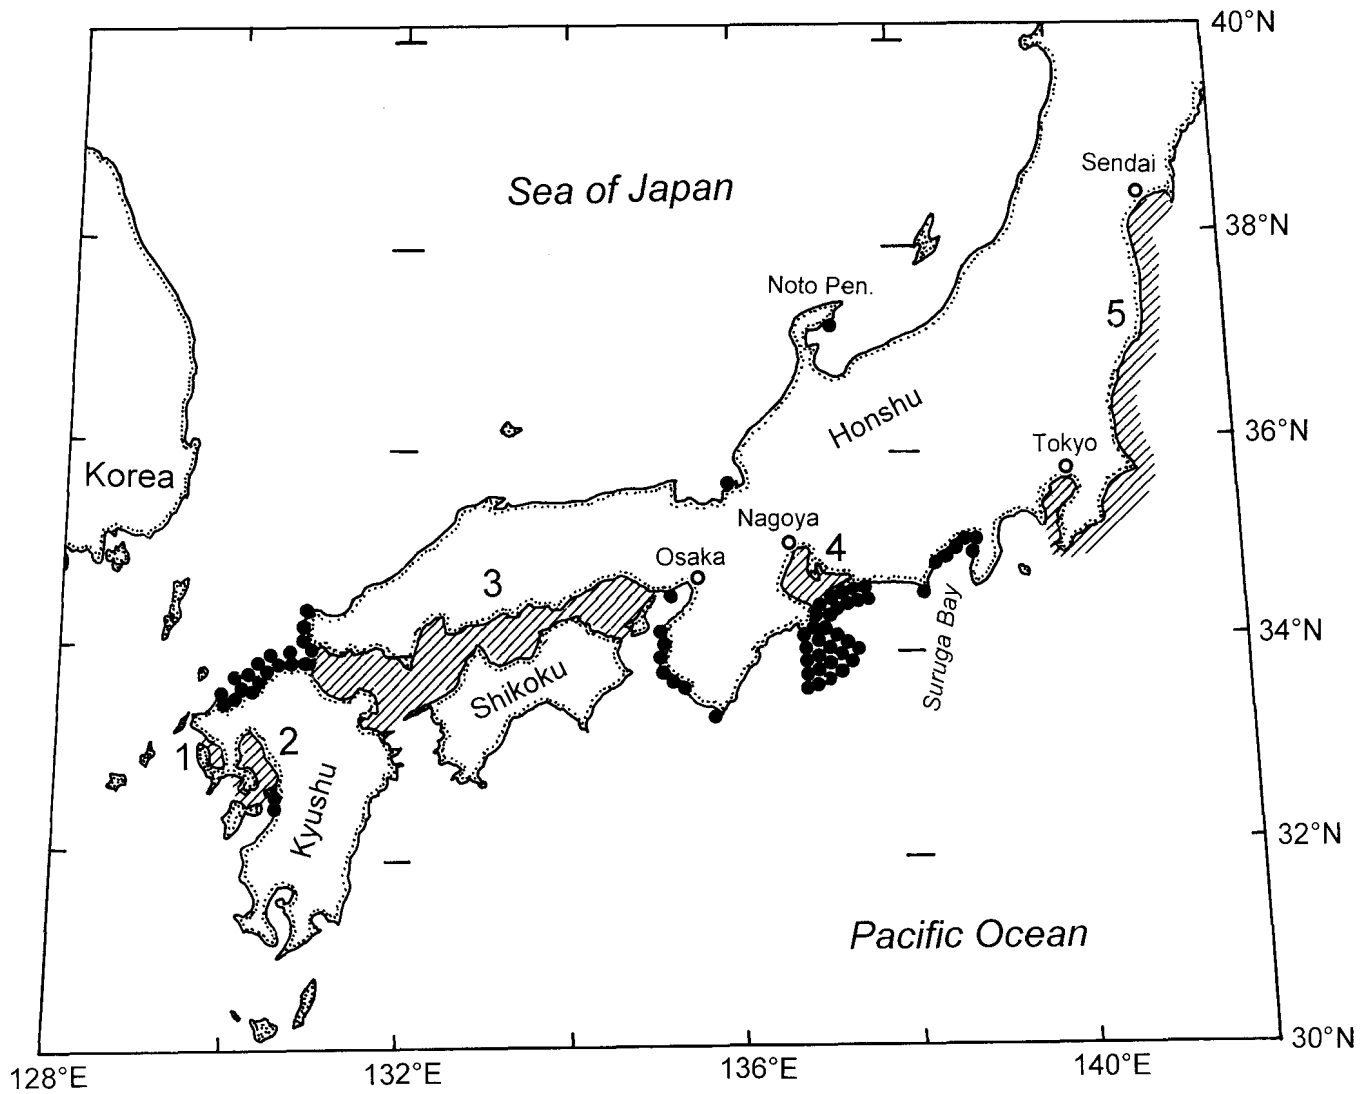 40°N
Sendai
Sea of Japan
38°N
Noto Pen.
5
Honshu
36°N
Tokyo
Korea
Nagoya
4
Osaka
3
Suruga Bay
34°N
Shikoku
1
2
Kyushu
32°N
Pacific Ocean
30°N
128°E
132°E
136°E
140°E